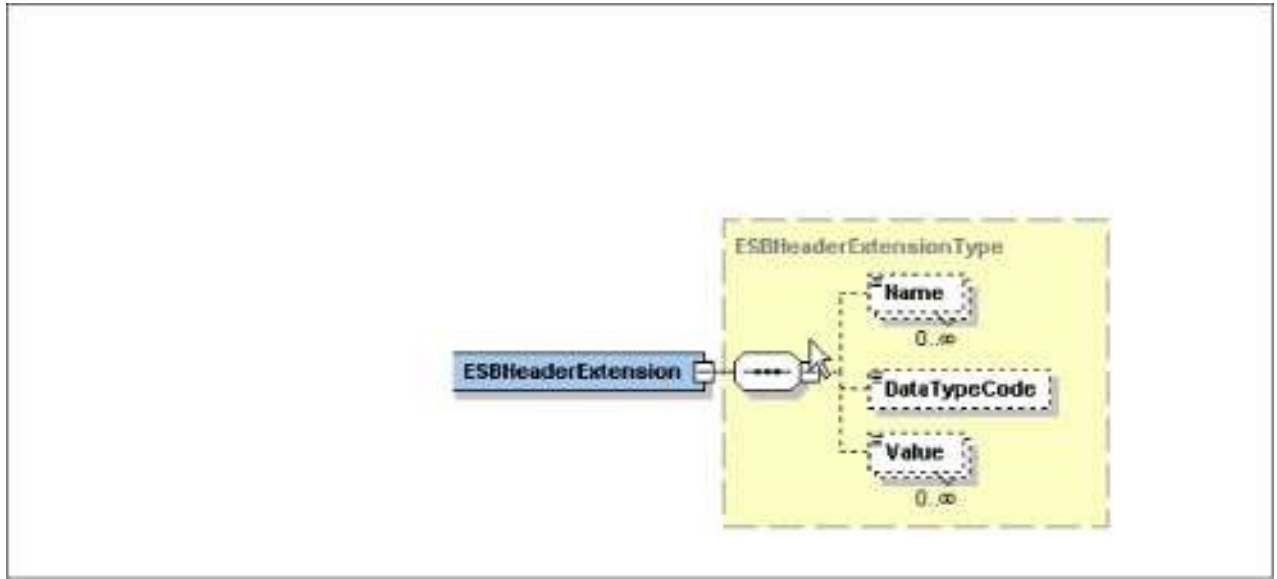 ESBHeaderExtensionType
Name
0..∞
ESBHeaderExtension
DataTypeCode
Value
0..∞